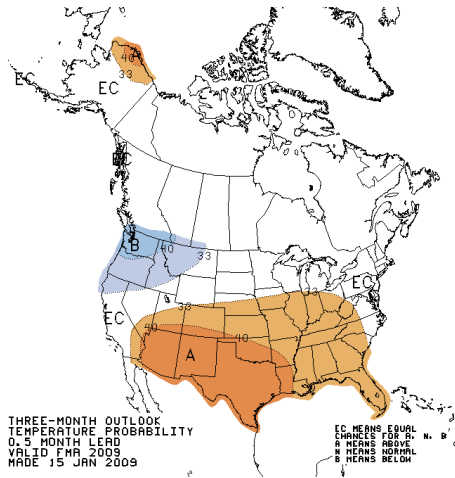 A
40
33
EC
EC
EC
B
40
33
33
33
EC
EC
40
40
A
THREE-MONTH OUTLOOK
TEMPERATURE PROBABILITY
0.5 MONTH LEAD
VALID FMA 2009
MADE 15 JAN 2009
EC MEANS EQUAL
CHANCES FOR A, N, B
A MEANS ABOVE
N MEANS NORMAL
B MEANS BELOW